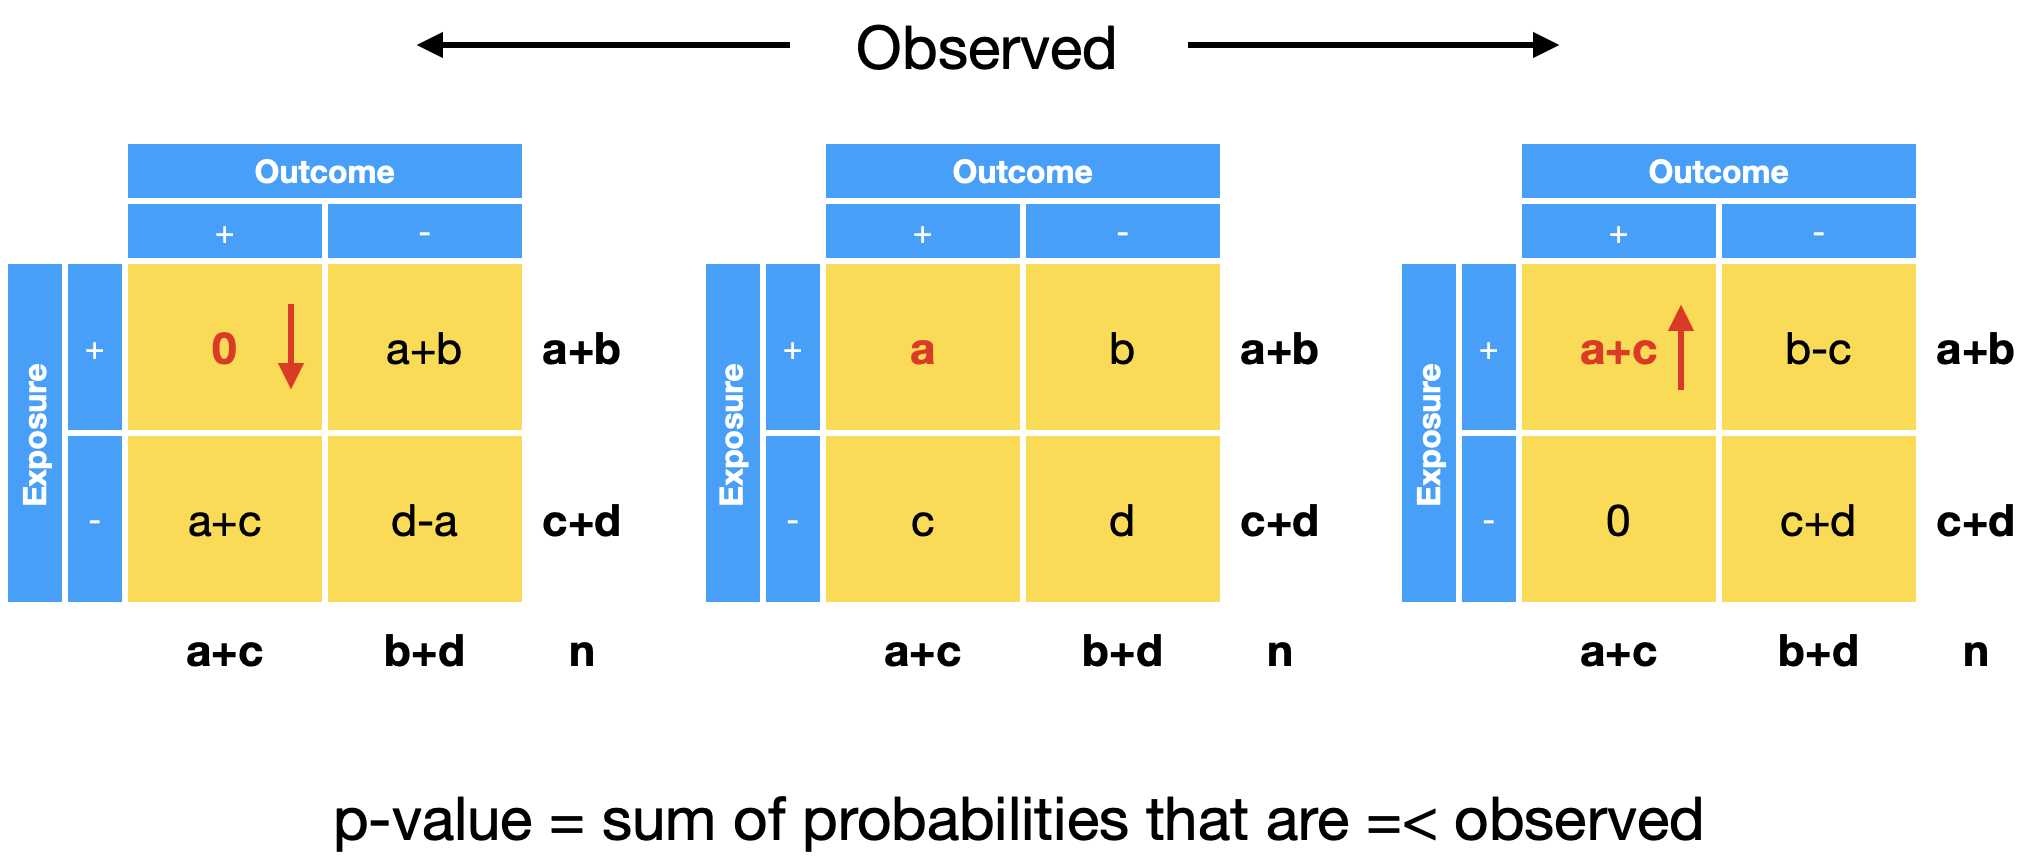 Observed
Outcome
+ -
Exposure
+ 0 a+b a+b
- a+c d-a c+d
a+c b+d n
Outcome
+ -
Exposure
+ a b a+b
- c d c+d
a+c b+d n
Outcome
+ -
Exposure
+ a+c b-c a+b
- 0 c+d c+d
a+c b+d n
p-value = sum of probabilities that are =< observed